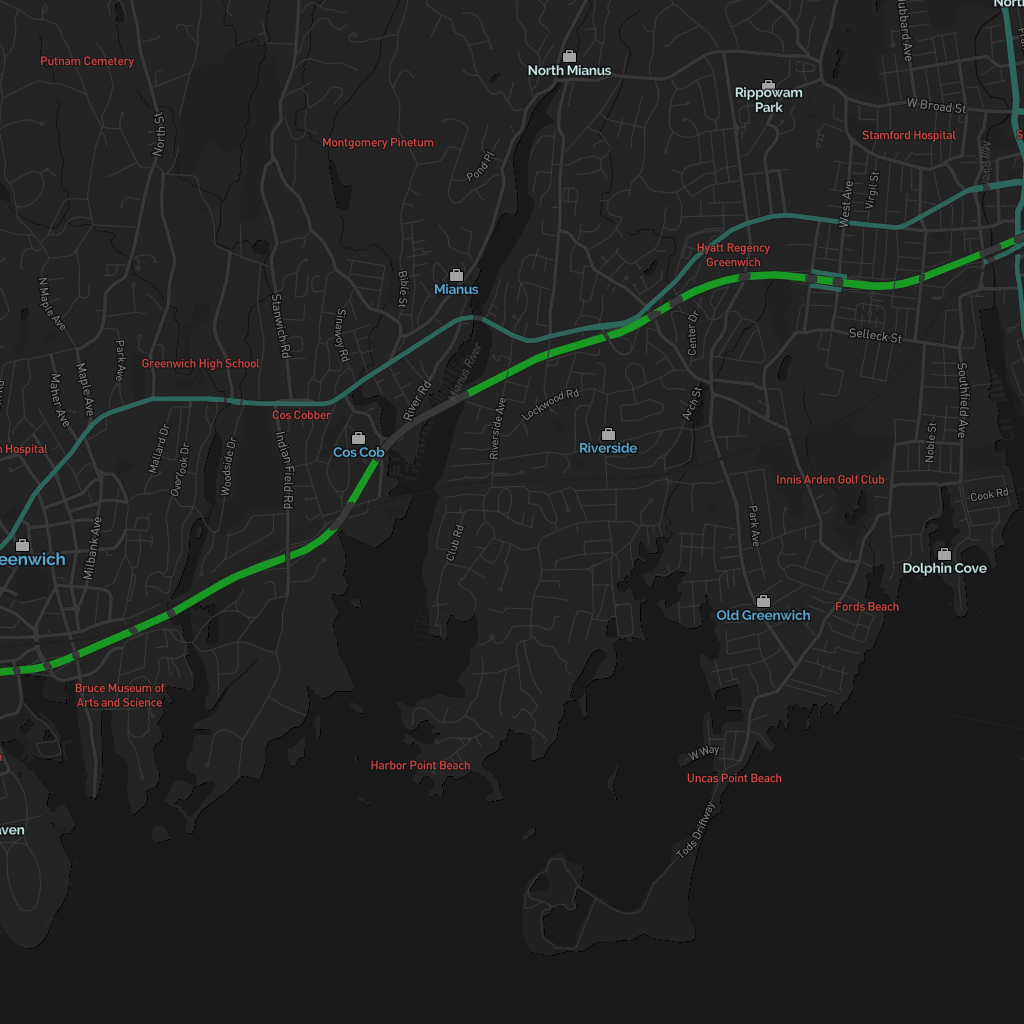 North
Hubbard Ave
Putnam Cemetery
North Mianus
Rippowam
Park
W Broad St
North St
Montgomery Pinetum
Stamford Hospital
S
Mill River
Pond Pl
Virgil St
West Ave
Hyatt Regency
Greenwich
Bible St
Mianus
N Maple Ave
Stanwich Rd
Sinawoy Rd
Center Dr
Selleck St
Park Ave
Greenwich High School
Mianus River
Maple Ave
Maher Ave
River Rd
Lockwood Rd
Arch St
Southfield Ave
Cos Cobber
Riverside Ave
Noble St
Hospital
Mallard Dr
Overlook Dr
Woodside Dr
Indian Field Rd
Cos Cob
Riverside
Innis Arden Golf Club
Cook Rd
Milbank Ave
Club Rd
Park Ave
eenwich
Dolphin Cove
Old Greenwich
Fords Beach
Bruce Museum of
Arts and Science
W Way
Harbor Point Beach
Uncas Point Beach
Tods Driftway
aven